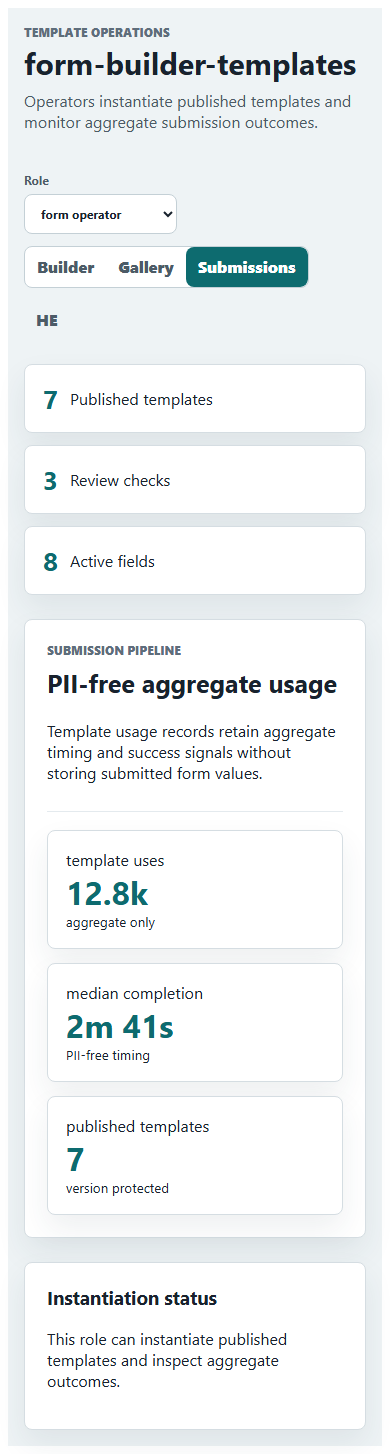 TEMPLATE OPERATIONS
form-builder-templates
Operators instantiate published templates and
monitor aggregate submission outcomes.
Role
form operator
Builder Gallery Submissions
HE
7 Published templates
3 Review checks
8 Active fields
SUBMISSION PIPELINE
PII-free aggregate usage
Template usage records retain aggregate
timing and success signals without
storing submitted form values.
template uses
12.8k
aggregate only
median completion
2m 41s
PII-free timing
published templates
7
version protected
Instantiation status
This role can instantiate published
templates and inspect aggregate
outcomes.